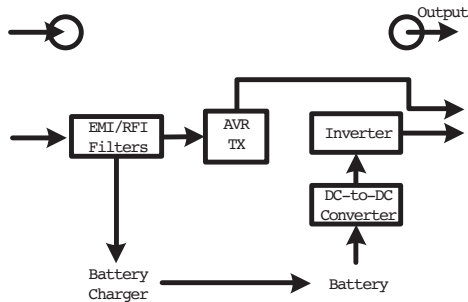 Output
EMI/RFI
Filters
AVR
TX
Inverter
DC-to-DC
Converter
Battery
Charger
Battery